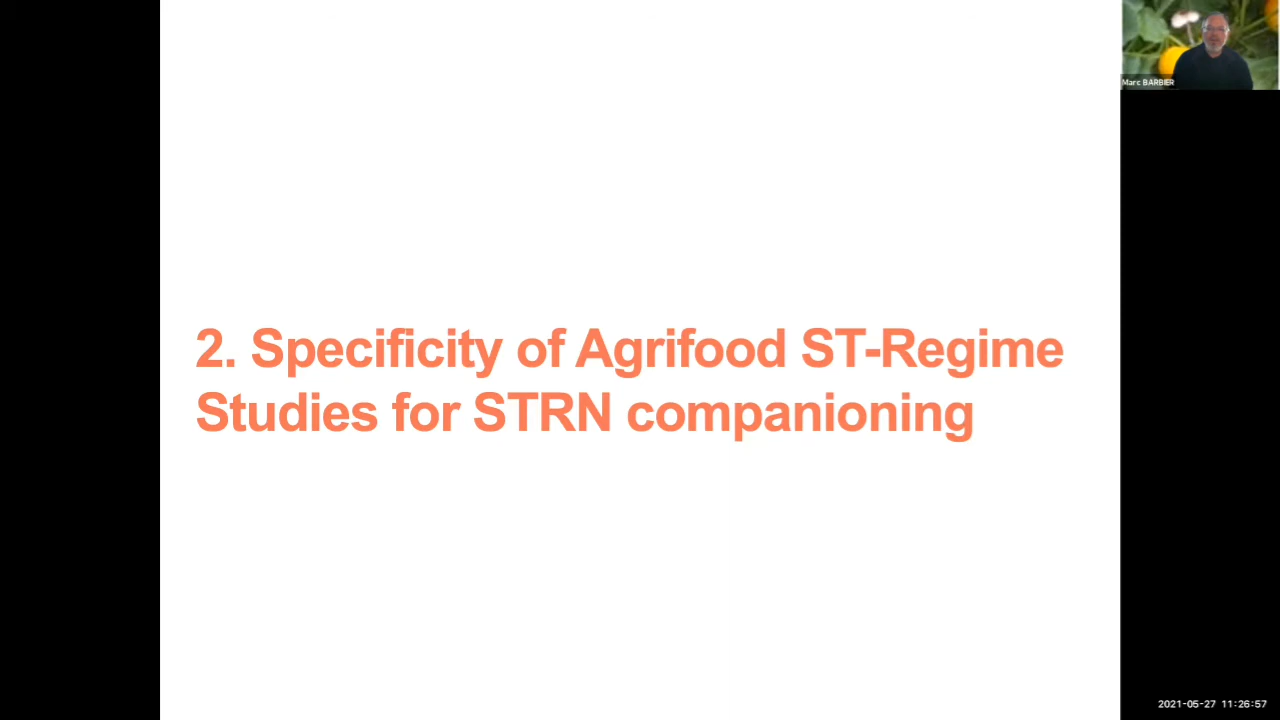 Marc BARBIER
2. Specificity of Agrifood ST-Regime
Studies for STRN companioning
2021-05-27 11:26:57